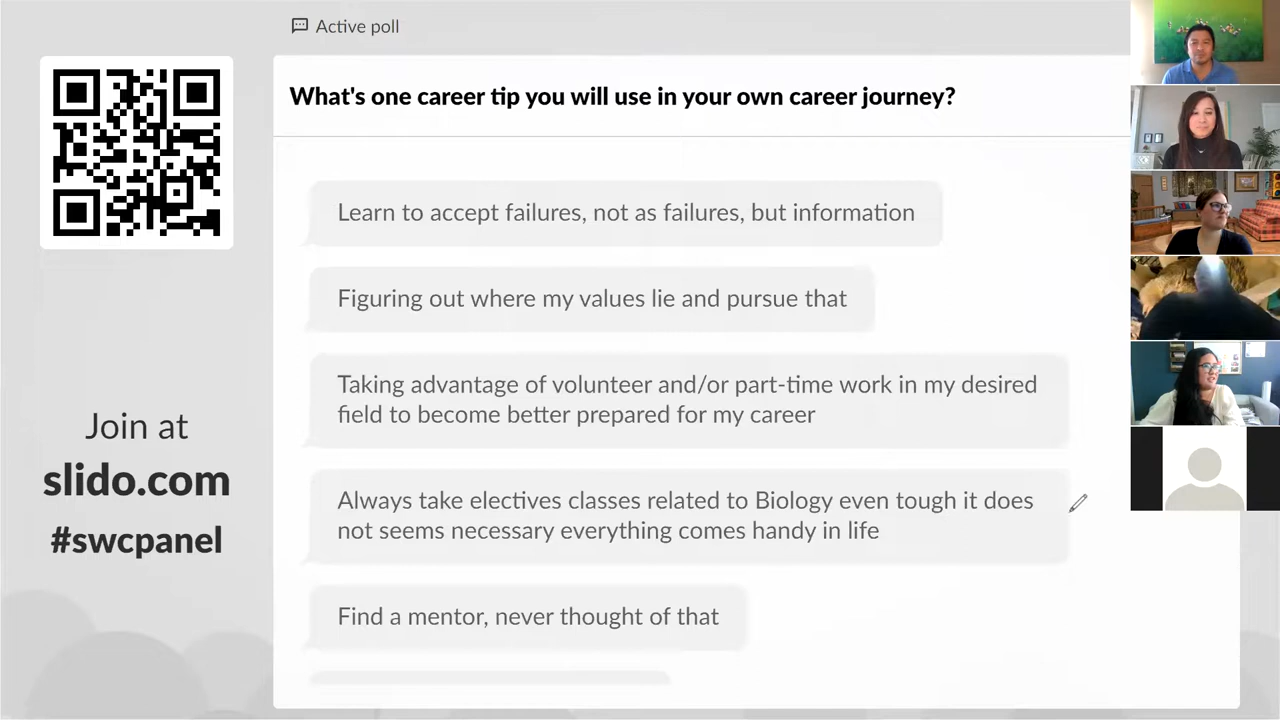 Active poll
What's one career tip you will use in your own career journey?
Learn to accept failures, not as failures, but information
Figuring out where my values lie and pursue that
Taking advantage of volunteer and/or part-time work in my desired
field to become better prepared for my career
Always take electives classes related to Biology even tough it does
not seems necessary everything comes handy in life
Find a mentor, never thought of that
Join at
slido.com
#swcpanel